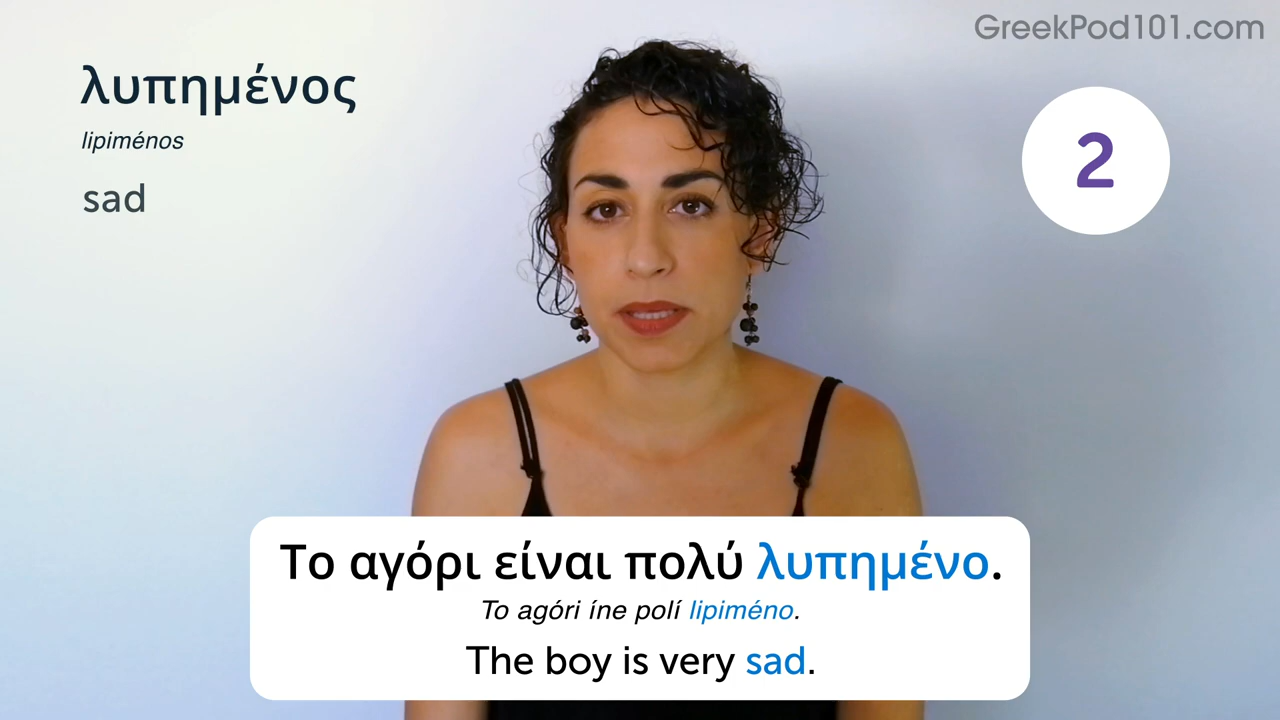 GreekPod101.com
λυπημένος
lipiménos
sad
2
Το αγόρι είναι πολύ λυπημένο.
To agóri íne polí lipiméno.
The boy is very sad.